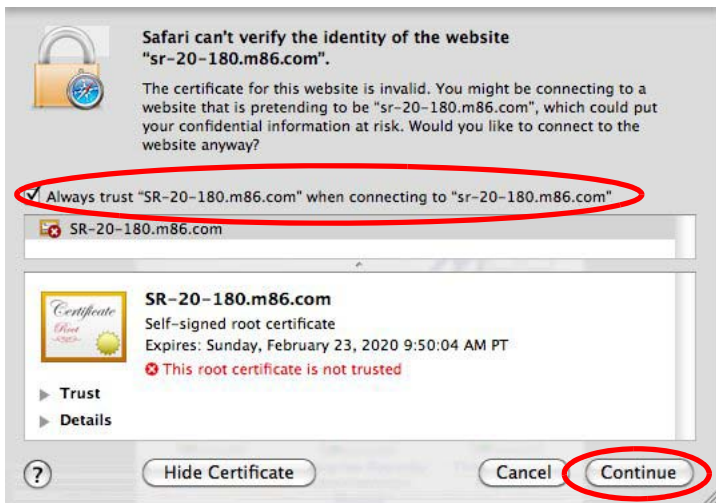 Safari can't verify the identity of the website
"sr-20-180.m86.com".
The certificate for this website is invalid. You might be connecting to a
website that is pretending to be "sr-20-180.m86.com", which could put
your confidential information at risk. Would you like to connect to the
website anyway?
Always trust "SR-20-180.m86.com" when connecting to "sr-20-180.m86.com"
SR-20-180.m86.com
Certificate
Root
SR-20-180.m86.com
Self-signed root certificate
Expires: Sunday, February 23, 2020 9:50:04 AM PT
This root certificate is not trusted
Trust
Details
?
Hide Certificate
Cancel
Continue